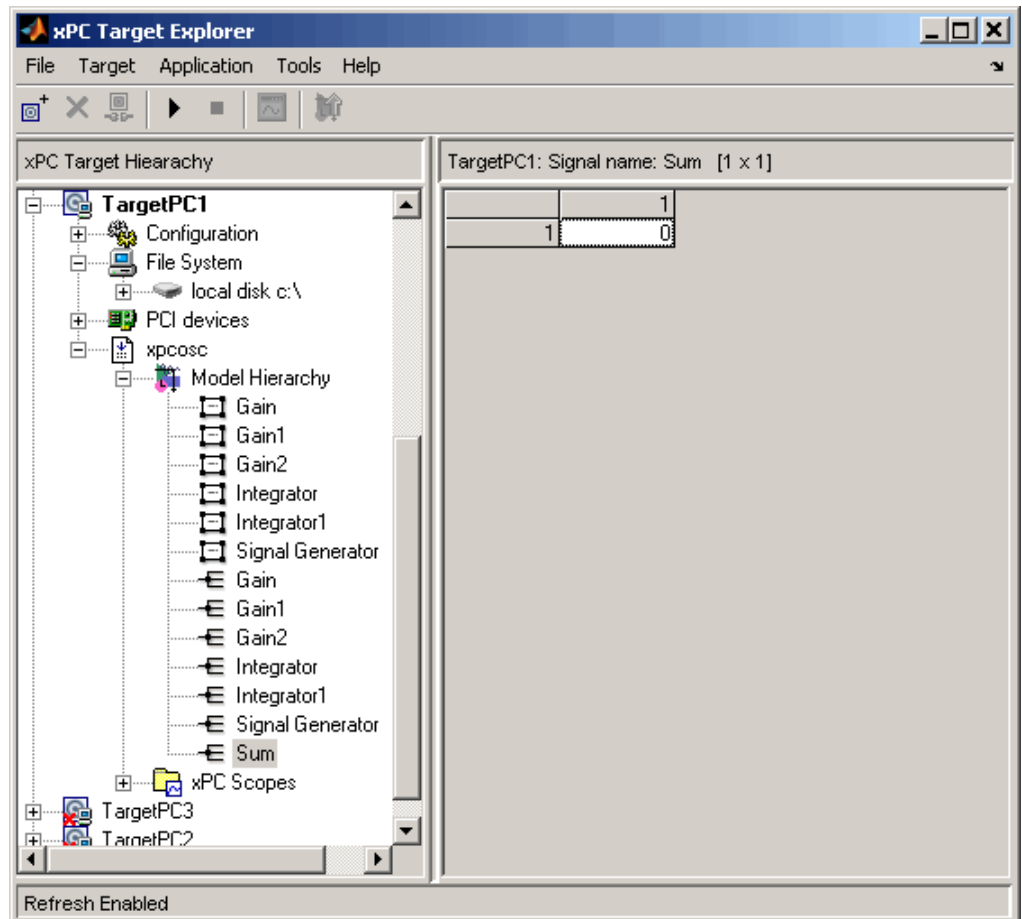 xPC Target Explorer
File Target Application Tools Help
xPC Target Hiearachy
TargetPC1: Signal name: Sum [1 x 1]
TargetPC1
Configuration
File System
local disk c:\
PCI devices
xpcosc
Model Hierarchy
Gain
Gain1
Gain2
Integrator
Integrator1
Signal Generator
Gain
Gain1
Gain2
Integrator
Integrator1
Signal Generator
Sum
xPC Scopes
TargetPC3
TargetPC2
1
1 0
Refresh Enabled